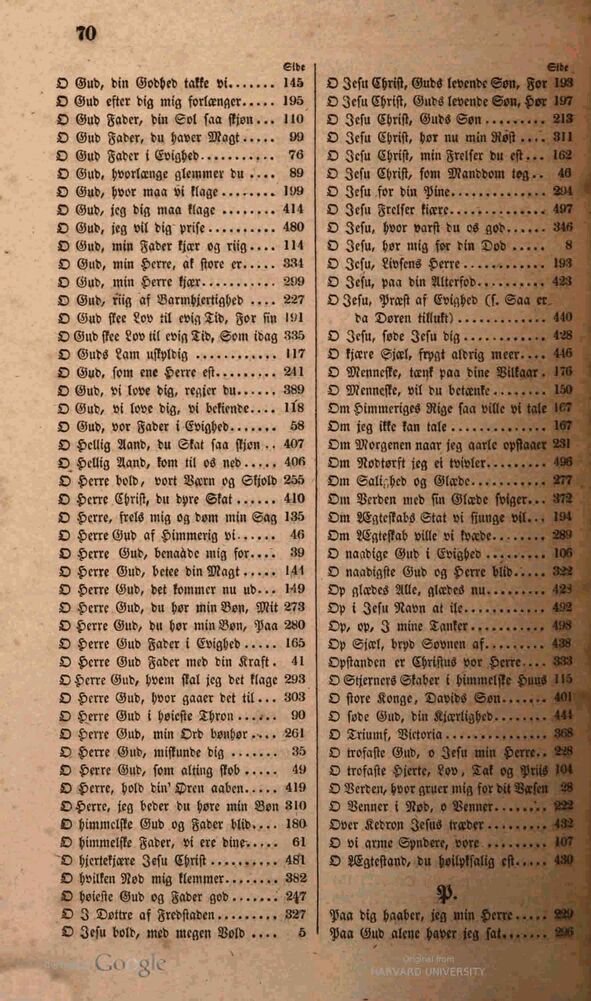 70
Side
O Gud, din Godhed takke vi....... 145
O Gud efter dig mig forlænger..... 195
O Gud Fader, din Sol saa skjøn... 110
O Gud Fader, du haver Magt..... 99
O Gud Fader i Evighed.......... 76
O Gud, hvorlænge glemmer du .... 89
O Gud, hvor maa vi klage........ 199
O Gud, jeg dig maa klage ........ 414
O Gud, jeg vil dig prise.......... 480
O Gud, min Fader kjær og riig.... 114
O Gud, min Herre, ak store er..... 334
O Gud, min Herre kjær.......... 299
O Gud, riig af Barmhjertighed .... 227
O Gud skee Lov til evig Tid, For sin 191
O Gud skee Lov til evig Tid, Som idag 335
O Guds Lam uskyldig ........... 117
O Gud, som ene Herre est........ 241
O Gud, vi love dig, regjer du...... 389
O Gud, vi love dig, vi bekiende.... 118
O Gud, vor Fader i Evighed....... 58
O Hellig Aand, du Skat saa skjøn.. 407
O Hellig Aand, kom til os ned..... 406
O Herre bold, vort Værn og Skjold 255
O Herre Christ, du dyre Skat ...... 410
O Herre, frels mig og døm min Sag 135
O Herre Gud af Himmerig vi...... 46
O Herre Gud, benaade mig for.... 39
O Herre Gud, betee din Magt..... 144
O Herre Gud, det kommer nu ud... 149
O Herre Gud, du hør min Bøn, Mit 273
O Herre Gud, du hør min Bøn, Paa 280
O Herre Gud Fader i Evighed...... 165
O Herre Gud Fader med din Kraft. 41
O Herre Gud, hvem skal jeg det klage 293
O Herre Gud, hvor gaaer det til... 303
O Herre Gud i høieste Thron ...... 90
O Herre Gud, min Ord bønhør .... 261
O Herre Gud, miskunde dig ....... 35
O Herre Gud, som alting skob ..... 49
O Herre, hold din Øren aaben..... 419
O Herre, jeg beder du høre min Bøn 310
O himmelske Gud og Fader blid.... 180
O himmelske Fader, vi ere dine..... 61
O hjertekjære Jesu Christ......... 481
O hvilken Nød mig klemmer....... 382
O høieste Gud og Fader god....... 247
O I Døttre af Fredstaden......... 327
O Jesu bold, med megen Vold .... 5
Side
O Jesu Christ, Guds levende Søn, For 193
O Jesu Christ, Guds levende Søn, Hør 197
O Jesu Christ, Guds Søn ......... 213
O Jesu Christ, hør nu min Røst .... 311
O Jesu Christ, min Frelser du est... 162
O Jesu Christ, som Manddom tog.. 46
O Jesu for din Pine............. 294
O Jesu Frelser kjære............. 497
O Jesu, hvor varst du os god...... 346
O Jesu, hør mig for din Død ..... 8
O Jesu, Livsens Herre........... 193
O Jesu, paa din Alterfod......... 423
O Jesu, Præst af Evighed (s. Saa er
da Døren tillukt)............. 440
O Jesu, søde Jesu dig........... 428
O kjære Sjæl, frygt aldrig meer.... 446
O Menneske, tænk paa dine Vilkaar. 176
O Menneske, vil du betænke....... 150
Om Himmeriges Rige saa ville vi tale 167
Om jeg ikke kan tale ............ 167
Om Morgenen naar jeg aarle opstaaer 231
Om Nødtørft jeg ei tvivler........ 496
Om Salighed og Glæde......... 277
Om Verden med sin Glæde sviger... 372
Om Ægteskabs Stat vi sjunge vil... 194
Om Ægteskab ville vi kvæde...... 289
O naadige Gud i Evighed ........ 106
O naadigste Gud og Herre blid..... 322
Op glædes Alle, glædes nu........ 423
Op i Jesu Navn at ile........... 492
Op, op, I mine Tanker.......... 498
Op Sjæl, bryd Søvnen af........ 438
Opstanden er Christus vor Herre.... 333
O Stjerners Skaber i himmelske Huus 115
O store Konge, Davids Søn....... 401
O søde Gud, din Kjærlighed....... 444
O Triumf, Victoria.............. 368
O trofaste Gud, o Jesu min Herre.. 228
O trofaste Hjerte, Lov, Tak og Priis 104
O Verden, hvor gruer mig for dit Væsen 28
O Venner i Nød, o Venner........ 222
Over Kedron Jesus træder ........ 432
O vi arme Syndere, vore ......... 107
O Ægtestand, du høilyksalig est..... 430
P.
Paa dig haaber, jeg min Herre..... 229
Paa Gud alene haver jeg sat....... 296
Google
Original from
HARVARD UNIVERSITY